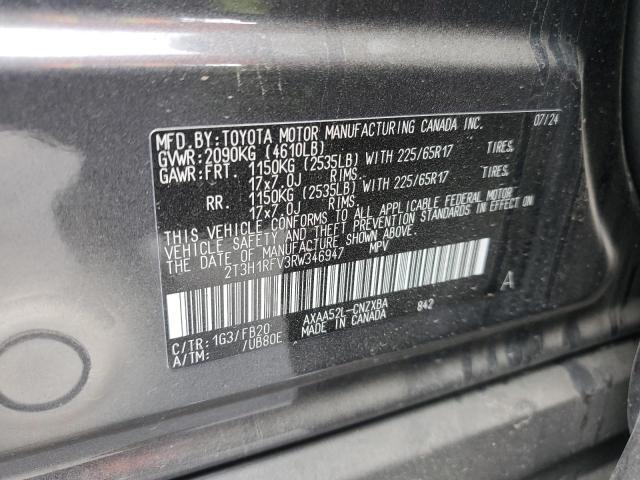 MFD. BY: TOYOTA MOTOR MANUFACTURING CANADA INC. 07/24
GVWR: 2090KG (4610LB)
GAWR: FRT. 1150KG (2535LB) WITH 225/65R17 TIRES,
17x7.0J RIMS.
RR. 1150KG (2535LB) WITH 225/65R17 TIRES,
17x7.0J RIMS.
THIS VEHICLE CONFORMS TO ALL APPLICABLE FEDERAL MOTOR
VEHICLE SAFETY AND THEFT PREVENTION STANDARDS IN EFFECT ON
THE DATE OF MANUFACTURE SHOWN ABOVE.
2T3H1RFV3RW346947 MPV
A
AXAA52L-CNZXBA 842
MADE IN CANADA
C/TR: 1G3/FB20
A/TM: /UB80E